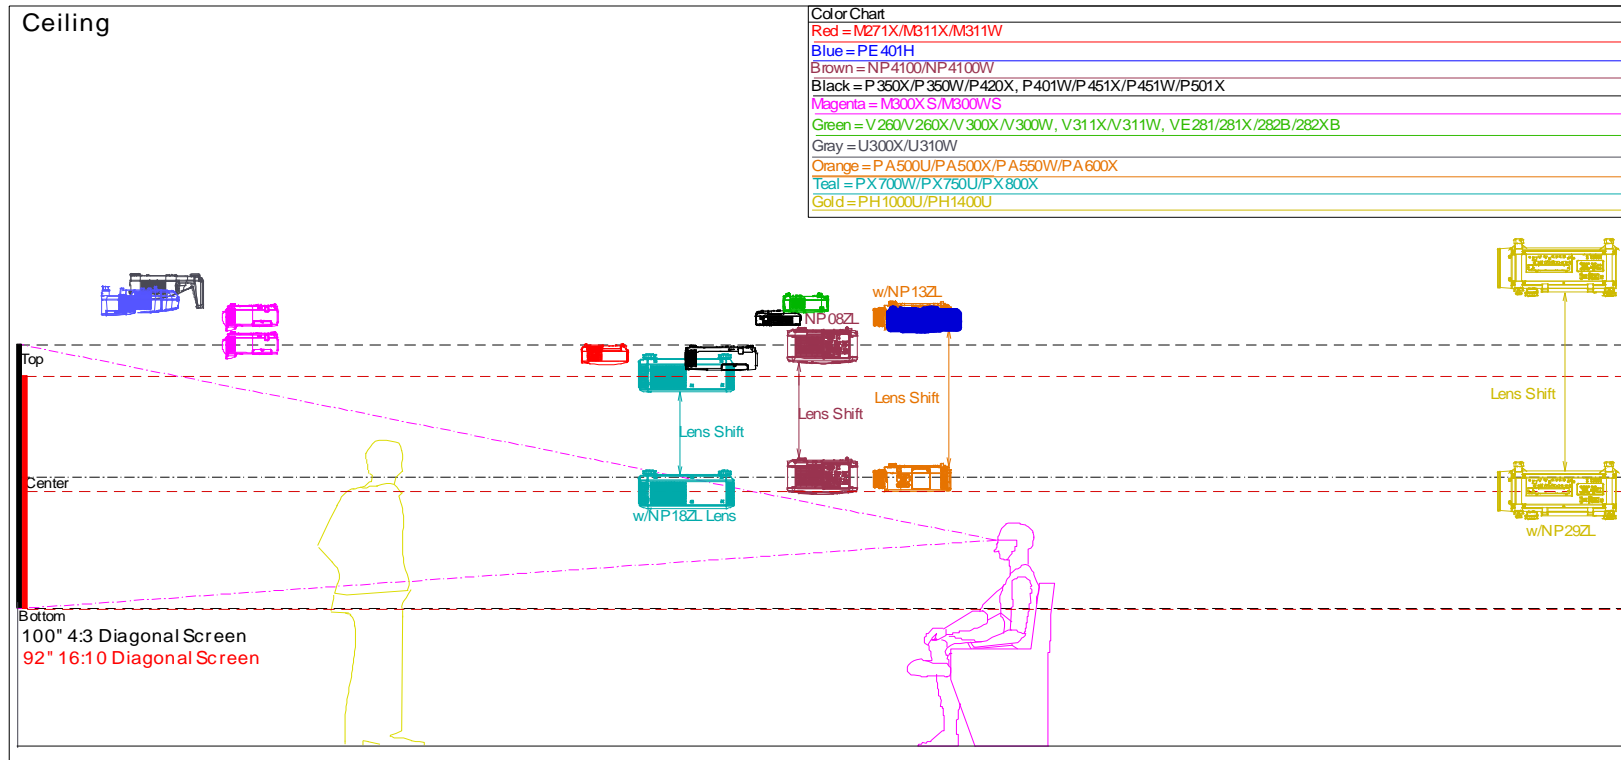 Ceiling
Color Chart
Red = M271X/M311X/M311W
Blue = PE401H
Brown = NP4100/NP4100W
Black = P350X/P350W/P420X, P401W/P451X/P451W/P501X
Magenta = M300XS/M300WS
Green = V260/V260X/V300X/V300W, V311X/V311W, VE281/281X/282B/282XB
Gray = U300X/U310W
Orange = PA500U/PA500X/PA550W/PA600X
Teal = PX700W/PX750U/PX800X
Gold = PH1000U/PH1400U
w/NP13ZL
NP08ZL
Top
Lens Shift
Lens Shift
Lens Shift
Lens Shift
Center
w/NP18ZL Lens
w/NP29ZL
Bottom
100" 4:3 Diagonal Screen
92" 16:10 Diagonal Screen